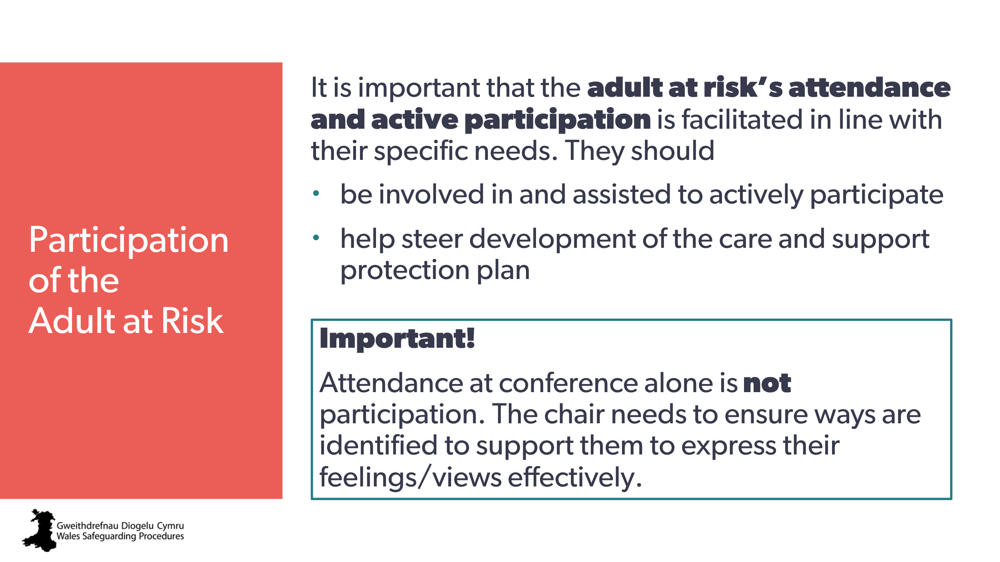 Participation
of the
Adult at Risk
It is important that the adult at risk's attendance
and active participation is facilitated in line with
their specific needs. They should
• be involved in and assisted to actively participate
• help steer development of the care and support
protection plan
Important!
Attendance at conference alone is not
participation. The chair needs to ensure ways are
identified to support them to express their
feelings/views effectively.
Gweithdrefnau Diogelu Cymru
Wales Safeguarding Procedures